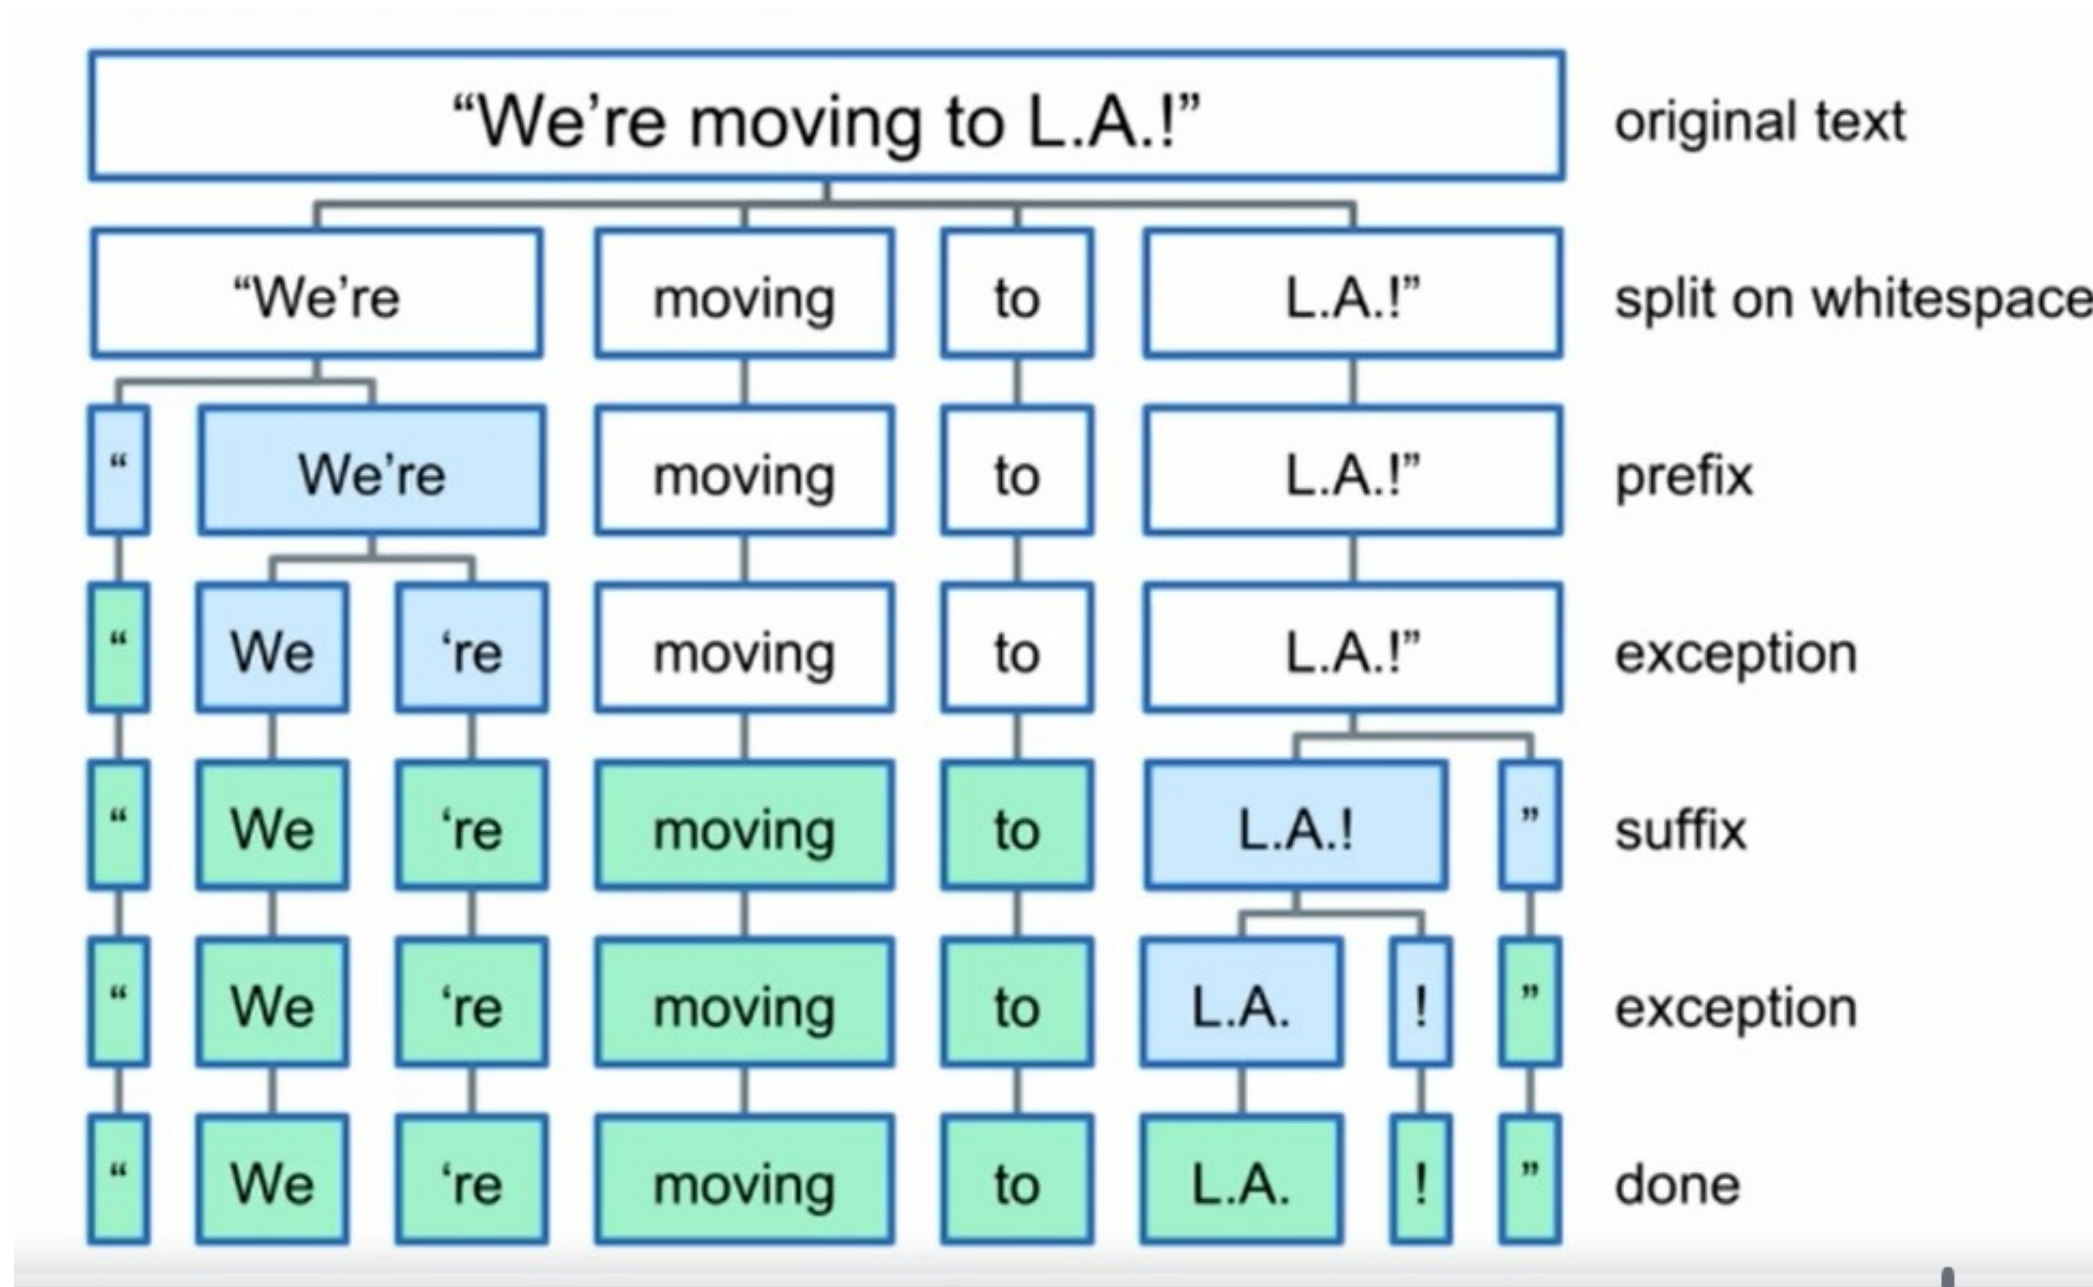 “We’re moving to L.A.!” original text
“We’re moving to L.A.!” split on whitespace
“ We’re moving to L.A.!” prefix
“ We ‘re moving to L.A.!” exception
“ We ‘re moving to L.A.! ” suffix
“ We ‘re moving to L.A. ! ” exception
“ We ‘re moving to L.A. ! ” done